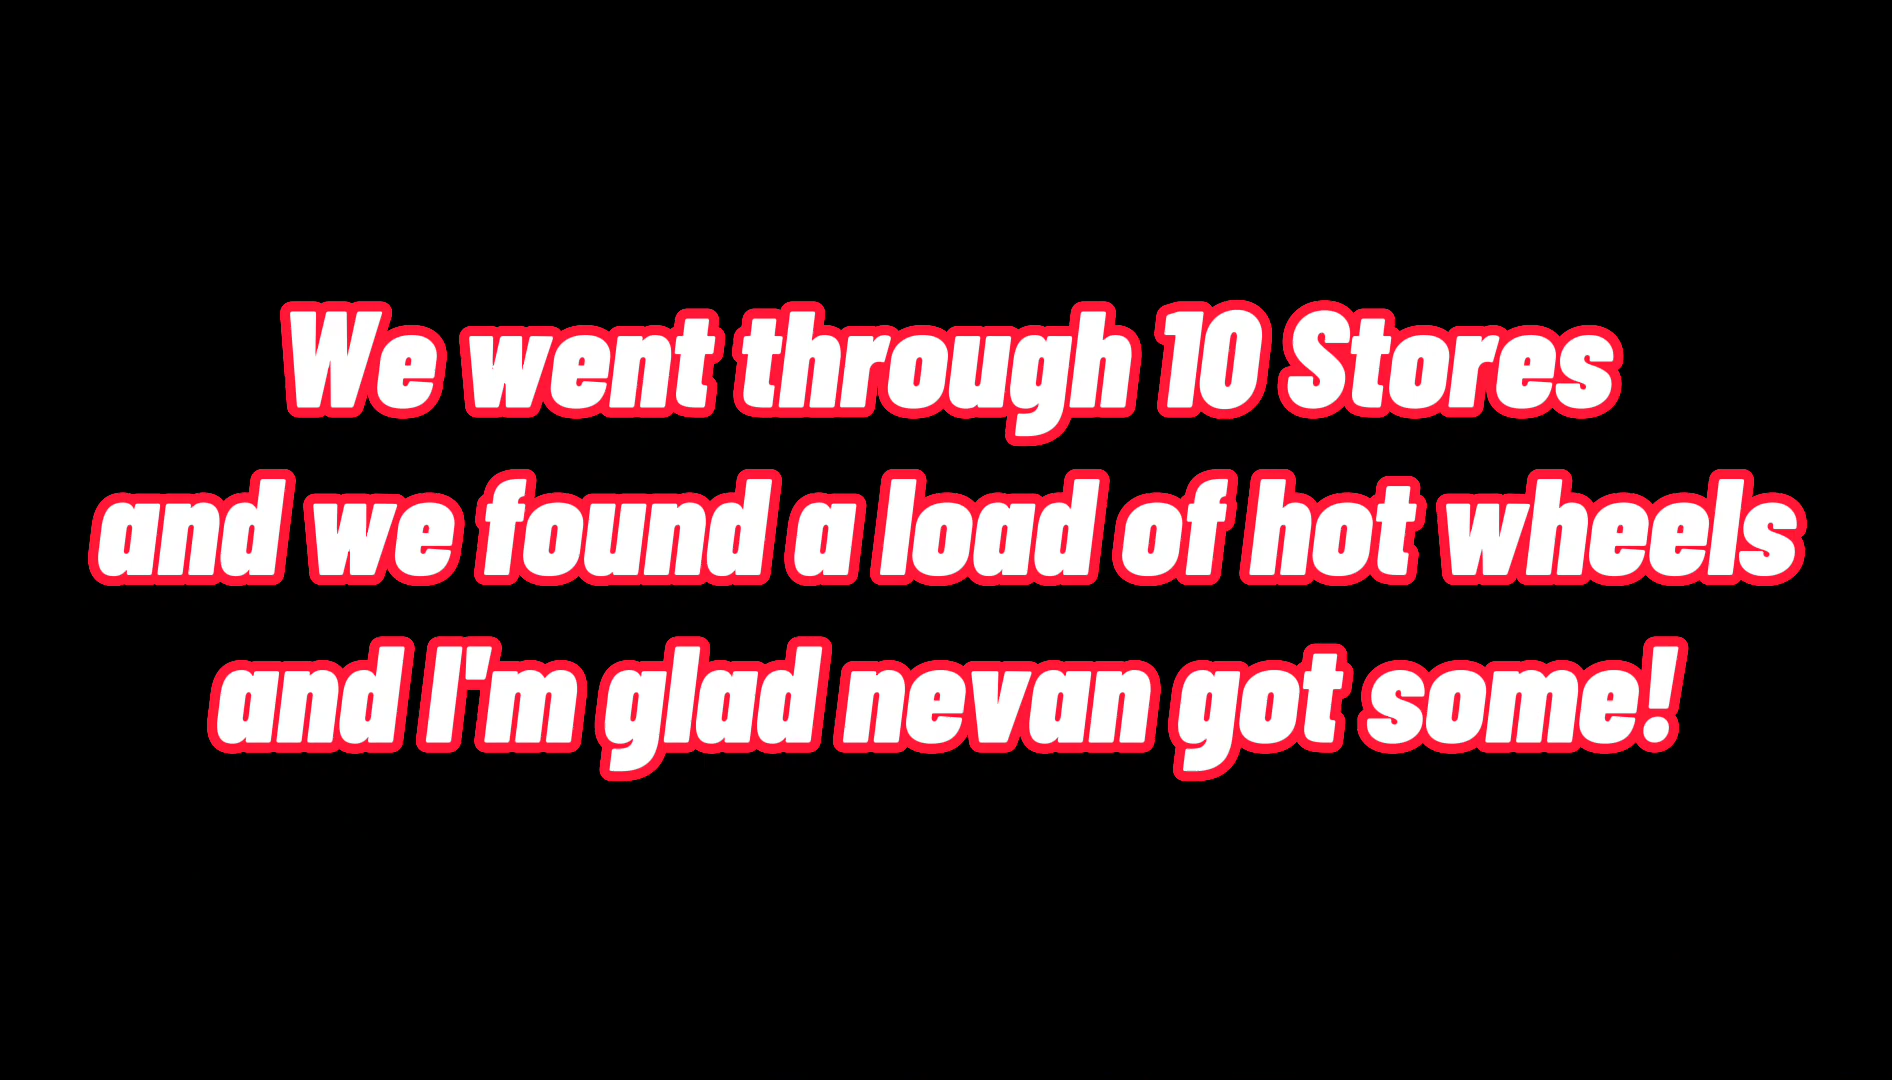 We went through 10 Stores
and we found a load of hot wheels
and I'm glad nevan got some!